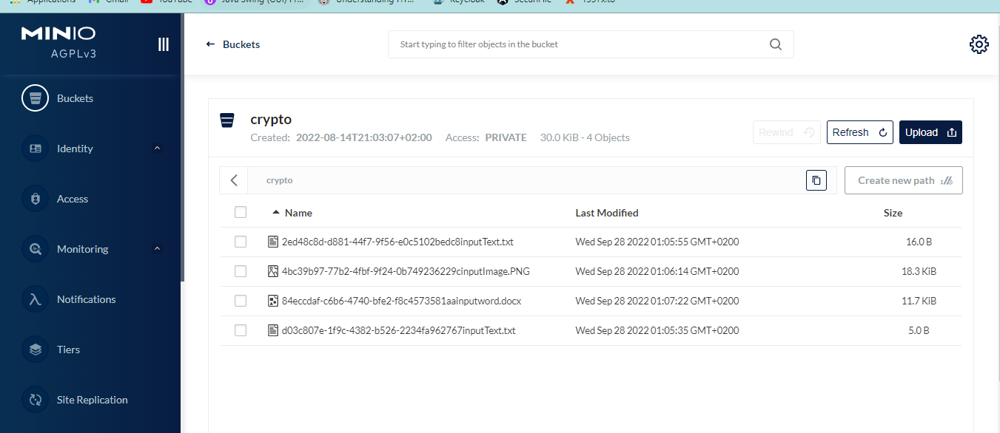 Applications Gmail YouTube Java Swing (GUI) Pr... Understanding HT... Keycloak 1337x.to
MINIO
AGPLv3
Buckets
Identity
Access
Monitoring
Notifications
Tiers
Site Replication
← Buckets
Start typing to filter objects in the bucket
crypto
Created: 2022-08-14T21:03:07+02:00 Access: PRIVATE 30.0 KiB - 4 Objects
Rewind Refresh Upload
crypto
Create new path
Name Last Modified Size
2ed48c8d-d881-44f7-9f56-e0c5102bedc8inputText.txt Wed Sep 28 2022 01:05:55 GMT+0200 16.0 B
4bc39b97-77b2-4fbf-9f24-0b749236229cinputImage.PNG Wed Sep 28 2022 01:06:14 GMT+0200 18.3 KiB
84eccdaf-c6b6-4740-bfe2-f8c4573581aainputword.docx Wed Sep 28 2022 01:07:22 GMT+0200 11.7 KiB
d03c807e-1f9c-4382-b526-2234fa962767inputText.txt Wed Sep 28 2022 01:05:35 GMT+0200 5.0 B